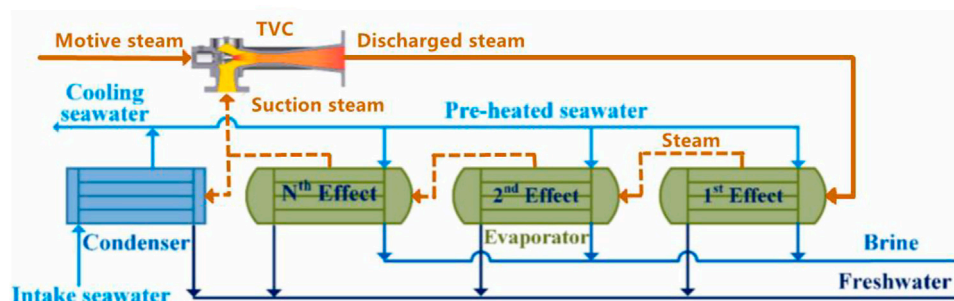 Motive steam
TVC
Discharged steam
Cooling
seawater
Suction steam
Pre-heated seawater
Steam
Nth Effect
2nd Effect
1st Effect
Condenser
Evaporator
Brine
Freshwater
Intake seawater